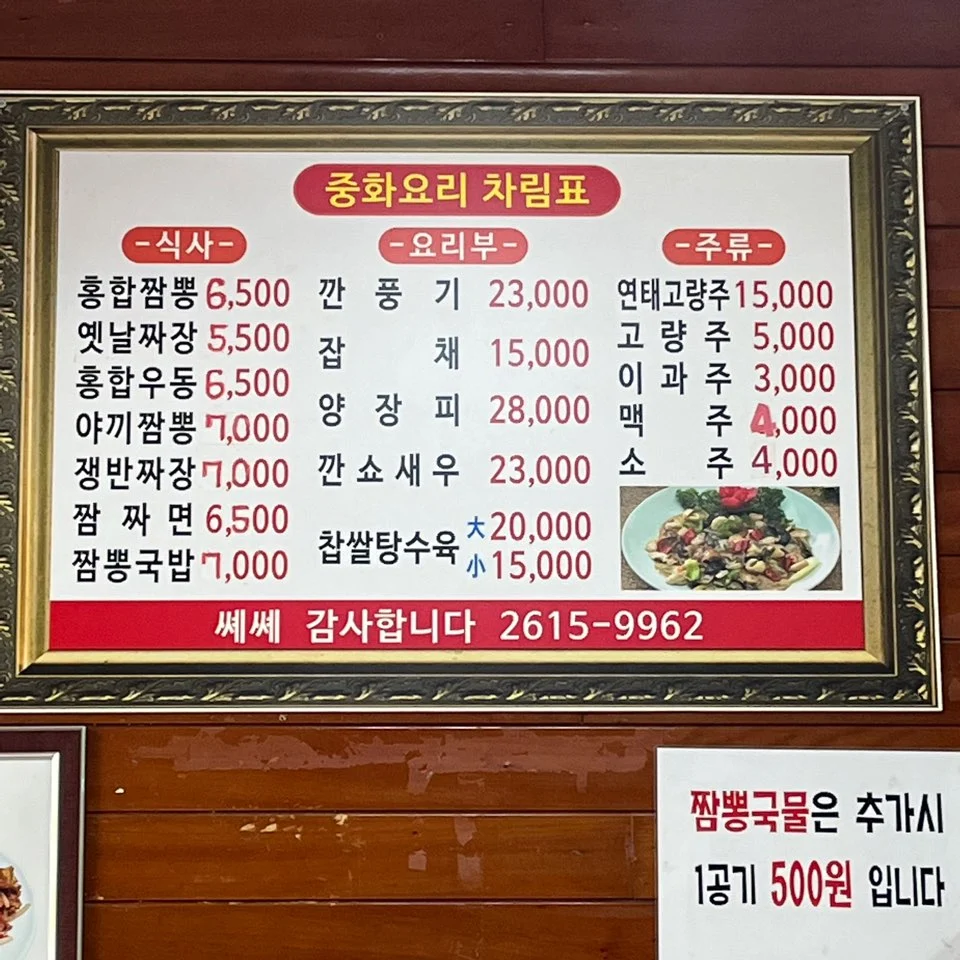 중화요리 차림표
-식사-
홍합짬뽕 6,500
옛날짜장 5,500
홍합우동 6,500
야끼짬뽕 7,000
쟁반짜장 7,000
짬짜면 6,500
짬뽕국밥 7,000
-요리부-
깐풍기 23,000
잡채 15,000
양장피 28,000
깐쇼새우 23,000
찹쌀탕수육 大 20,000
小 15,000
-주류-
연태고량주 15,000
고량주 5,000
이과주 3,000
맥주 4,000
소주 4,000
쎄쎄 감사합니다 2615-9962
짬뽕국물은 추가시
1공기 500원 입니다